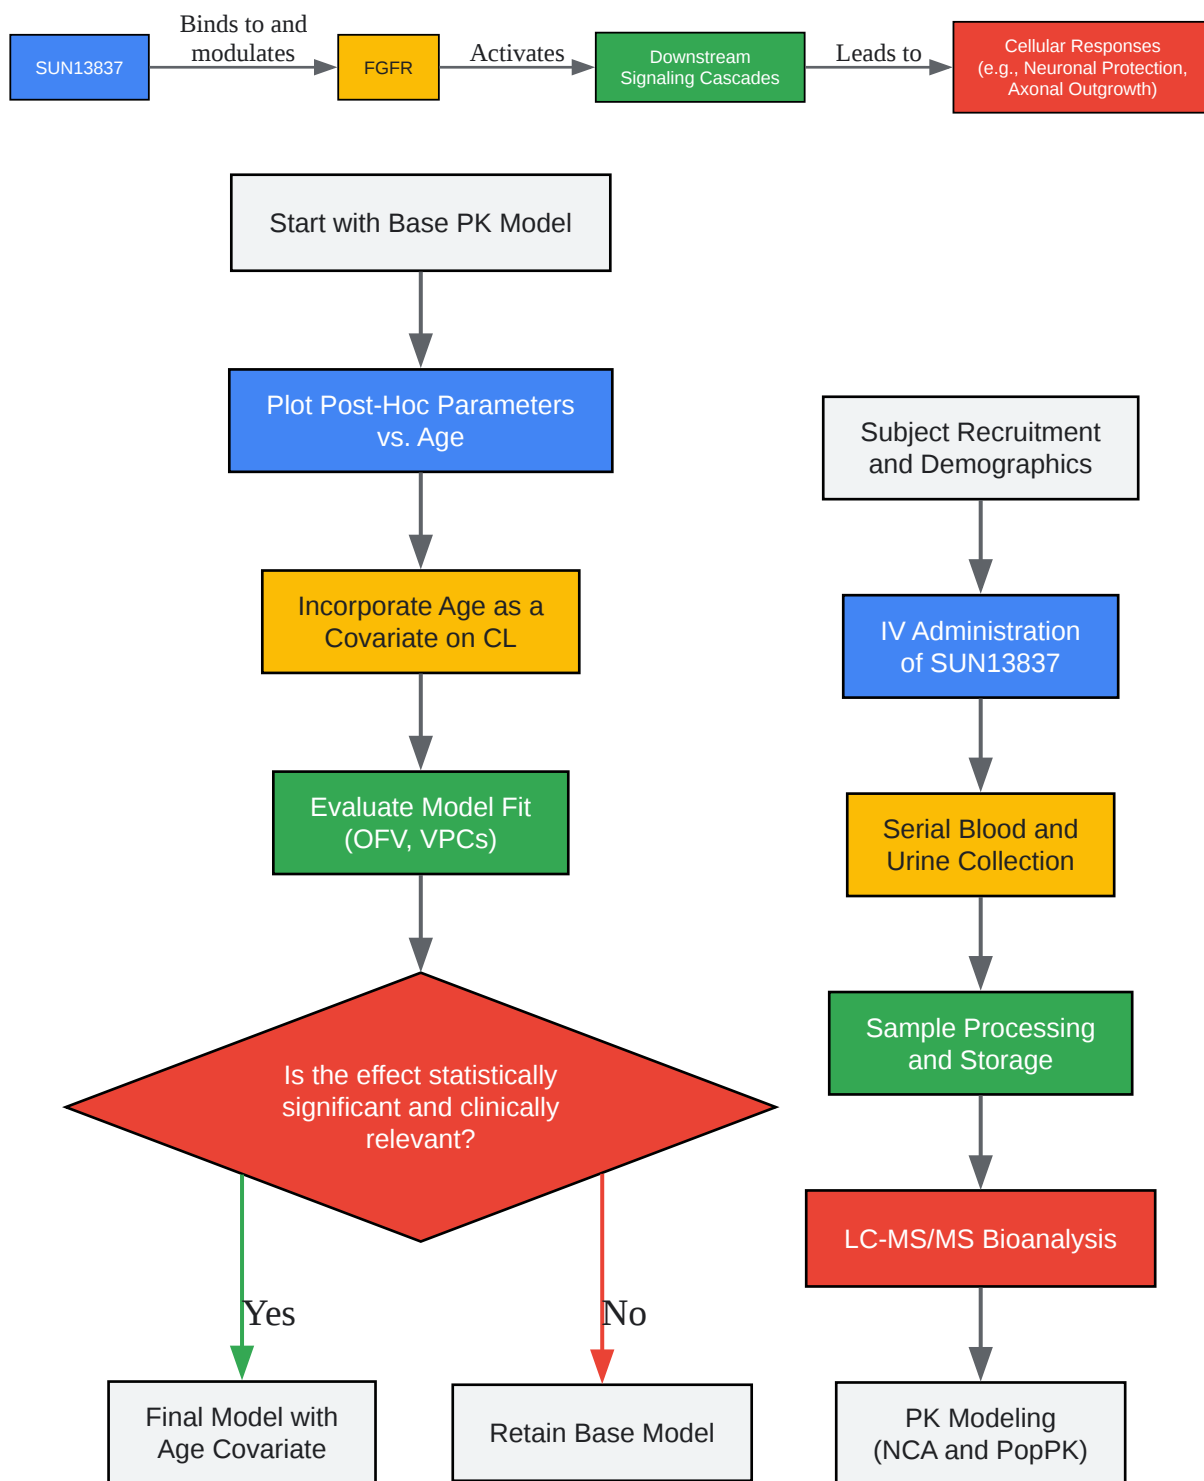 SUN13837
Binds to and
modulates
FGFR
Activates
Downstream
Signaling Cascades
Leads to
Cellular Responses
(e.g., Neuronal Protection,
Axonal Outgrowth)
Start with Base PK Model
Plot Post-Hoc Parameters
vs. Age
Incorporate Age as a
Covariate on CL
Evaluate Model Fit
(OFV, VPCs)
Is the effect statistically
significant and clinically
relevant?
Yes
No
Final Model with
Age Covariate
Retain Base Model
Subject Recruitment
and Demographics
IV Administration
of SUN13837
Serial Blood and
Urine Collection
Sample Processing
and Storage
LC-MS/MS Bioanalysis
PK Modeling
(NCA and PopPK)